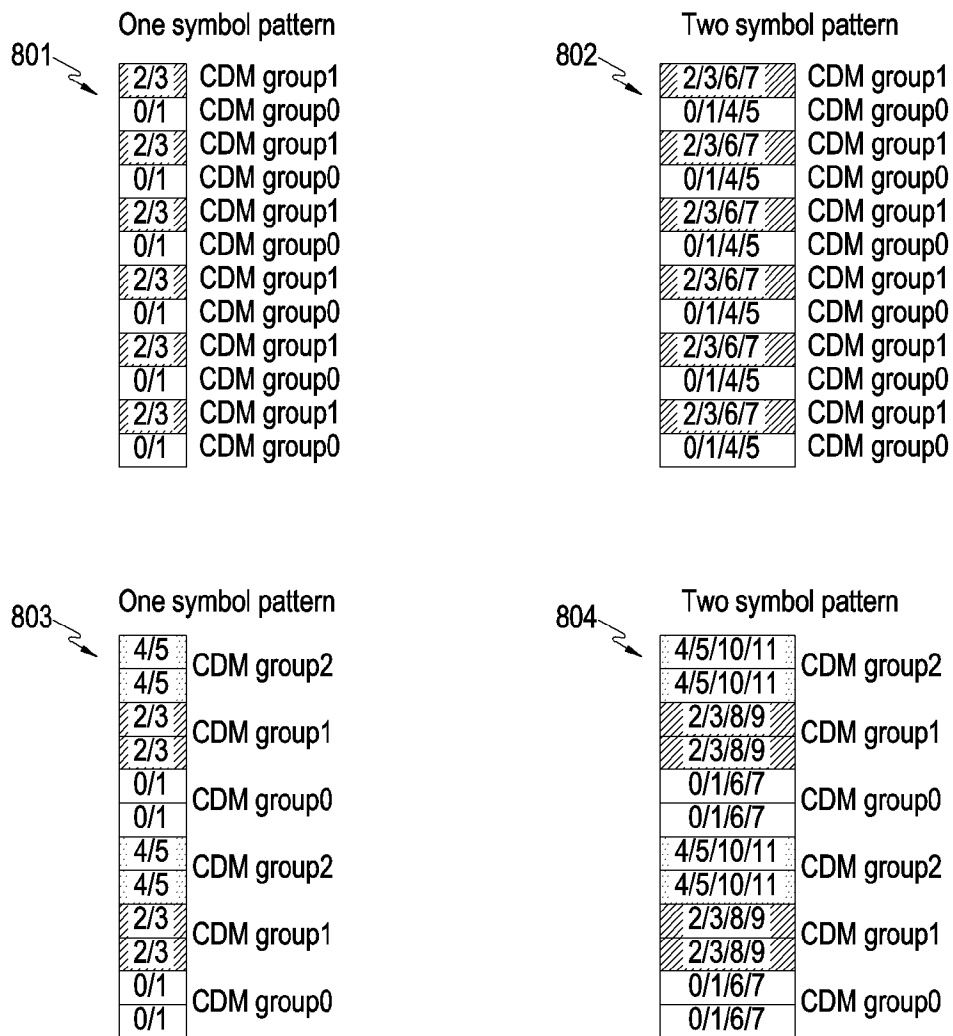 One symbol pattern
801
2/3 CDM group1
0/1 CDM group0
2/3 CDM group1
0/1 CDM group0
2/3 CDM group1
0/1 CDM group0
2/3 CDM group1
0/1 CDM group0
2/3 CDM group1
0/1 CDM group0
2/3 CDM group1
0/1 CDM group0
Two symbol pattern
802
2/3/6/7 CDM group1
0/1/4/5 CDM group0
2/3/6/7 CDM group1
0/1/4/5 CDM group0
2/3/6/7 CDM group1
0/1/4/5 CDM group0
2/3/6/7 CDM group1
0/1/4/5 CDM group0
2/3/6/7 CDM group1
0/1/4/5 CDM group0
2/3/6/7 CDM group1
0/1/4/5 CDM group0
One symbol pattern
803
4/5
CDM group2
4/5
2/3
CDM group1
2/3
0/1
CDM group0
0/1
4/5
CDM group2
4/5
2/3
CDM group1
2/3
0/1
CDM group0
0/1
Two symbol pattern
804
4/5/10/11
CDM group2
4/5/10/11
2/3/8/9
CDM group1
2/3/8/9
0/1/6/7
CDM group0
0/1/6/7
4/5/10/11
CDM group2
4/5/10/11
2/3/8/9
CDM group1
2/3/8/9
0/1/6/7
CDM group0
0/1/6/7